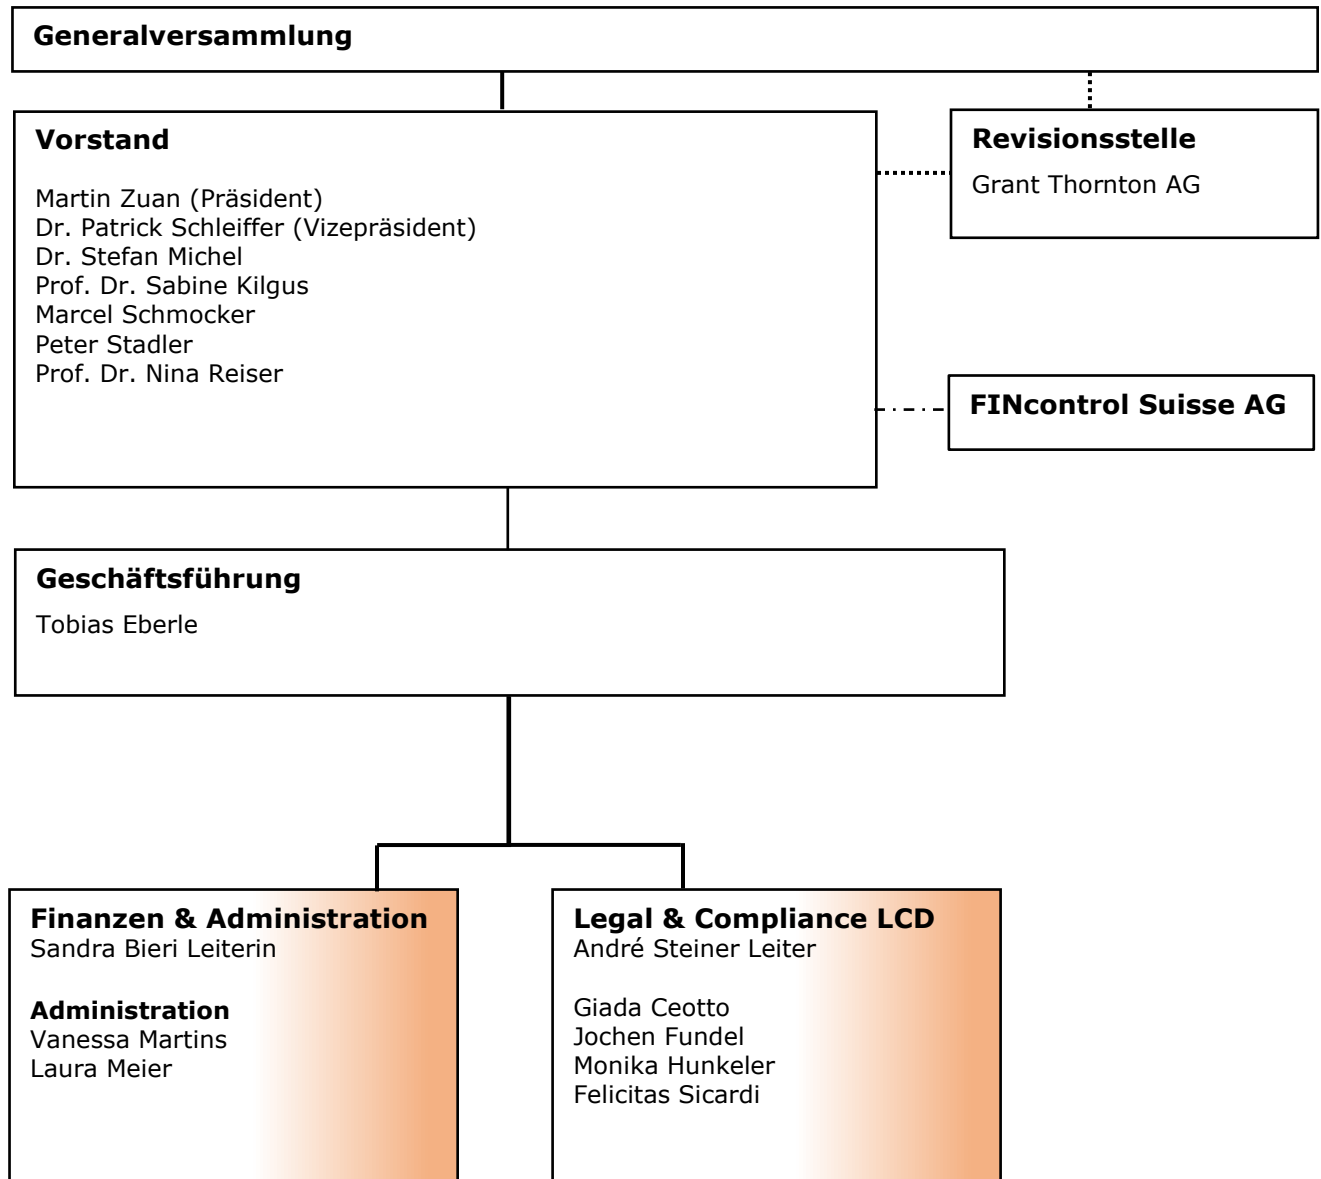 Generalversammlung
Vorstand
Martin Zuan (Präsident)
Dr. Patrick Schleiffer (Vizepräsident)
Dr. Stefan Michel
Prof. Dr. Sabine Kilgus
Marcel Schmocker
Peter Stadler
Prof. Dr. Nina Reiser
Revisionsstelle
Grant Thornton AG
FINcontrol Suisse AG
Geschäftsführung
Tobias Eberle
Finanzen & Administration
Sandra Bieri Leiterin
Administration
Vanessa Martins
Laura Meier
Legal & Compliance LCD
André Steiner Leiter
Giada Ceotto
Jochen Fundel
Monika Hunkeler
Felicitas Sicardi